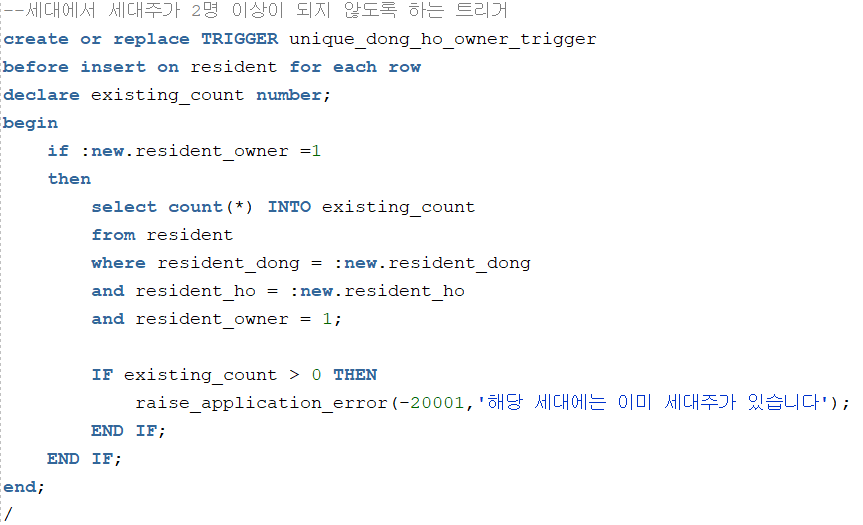 --세대에서 세대주가 2명 이상이 되지 않도록 하는 트리거
create or replace TRIGGER unique_dong_ho_owner_trigger
before insert on resident for each row
declare existing_count number;
begin
    if :new.resident_owner =1
    then
        select count(*) INTO existing_count
        from resident
        where resident_dong = :new.resident_dong
        and resident_ho = :new.resident_ho
        and resident_owner = 1;
        IF existing_count > 0 THEN
            raise_application_error(-20001,'해당 세대에는 이미 세대주가 있습니다');
        END IF;
    END IF;
end;
/